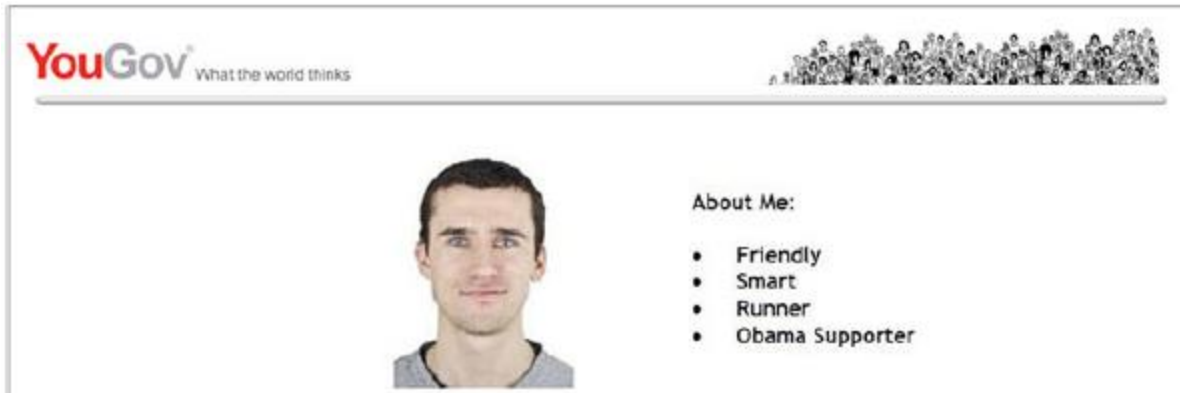 YouGov® What the world thinks
About Me:
• Friendly
• Smart
• Runner
• Obama Supporter